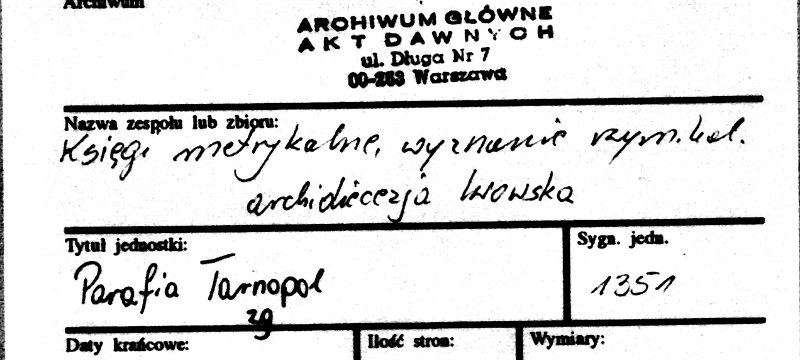 Archiwum
ARCHIWUM GŁÓWNE
AKT DAWNYCH
ul. Długa Nr 7
00-263 Warszawa
Nazwa zespołu lub zbioru:
Księgi metrykalne, wyznanie rzym. kat.
archidiecezja lwowska
Tytuł jednostki:
Sygn. jedn.
Parafia Tarnopol
1351
zg
Daty krańcowe:
Ilość stron:
Wymiary: